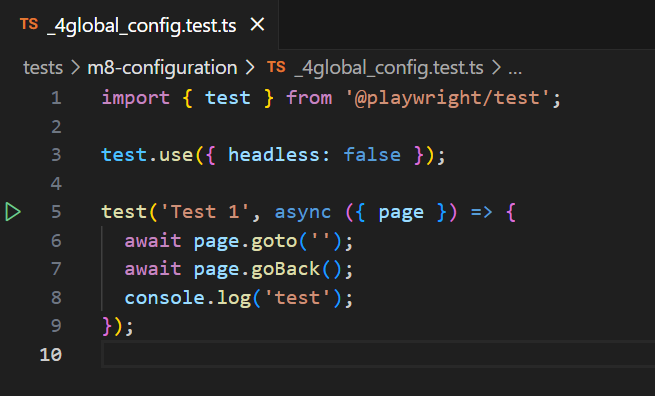 TS _4global_config.test.ts ×
tests > m8-configuration > TS _4global_config.test.ts > ...
1 import { test } from '@playwright/test';
2
3 test.use({ headless: false });
4
5 test('Test 1', async ({ page }) => {
6 await page.goto('');
7 await page.goBack();
8 console.log('test');
9 });
10